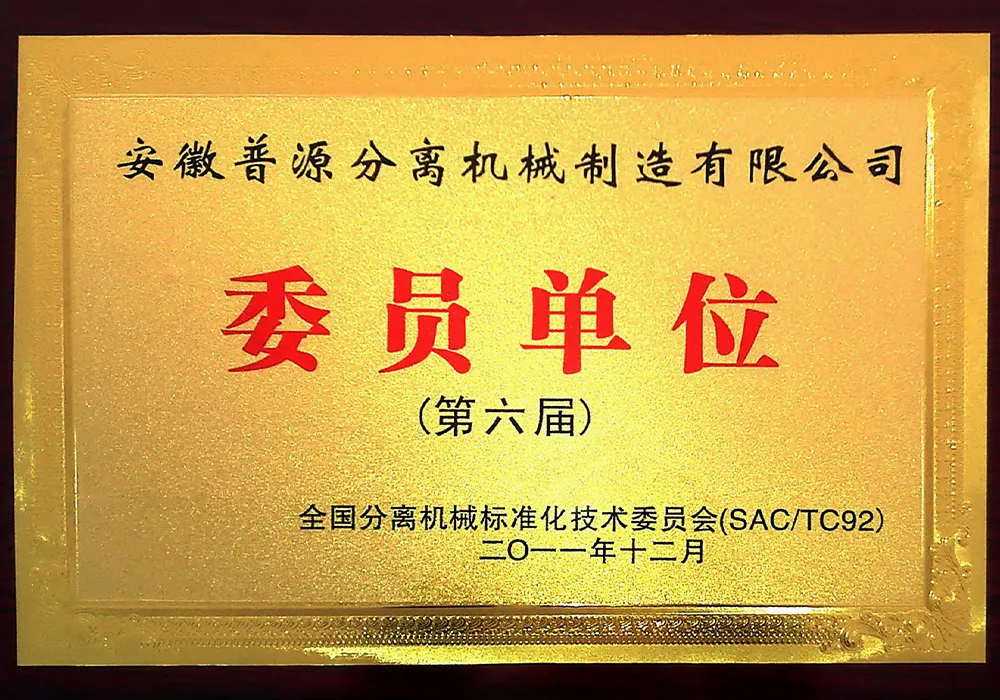 安徽普源分离机械制造有限公司
委员单位
(第六届)
全国分离机械标准化技术委员会(SAC/TC92)
二〇一一年十二月